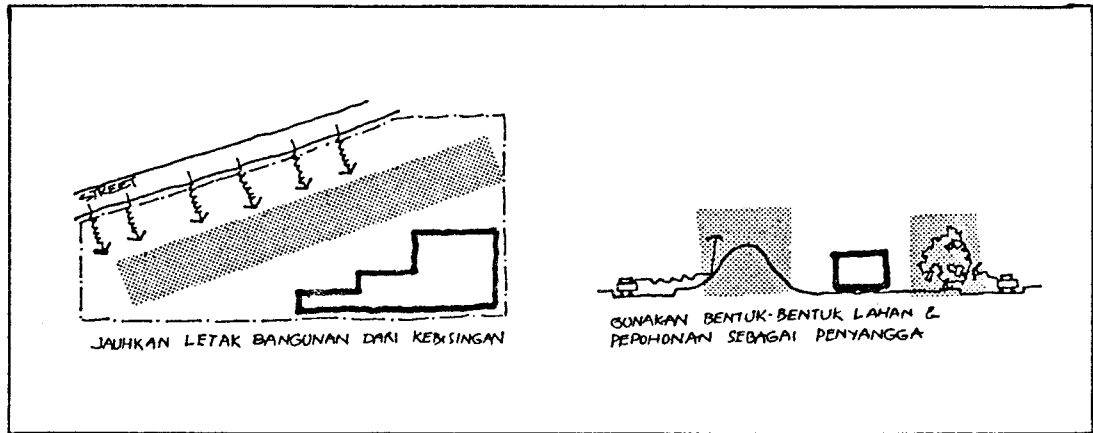 STREET
JAUHKAN LETAK BANGUNAN DARI KEBISINGAN
GUNAKAN BENTUK-BENTUK LAHAN &
PEPOHONAN SEBAGAI PENYANGGA